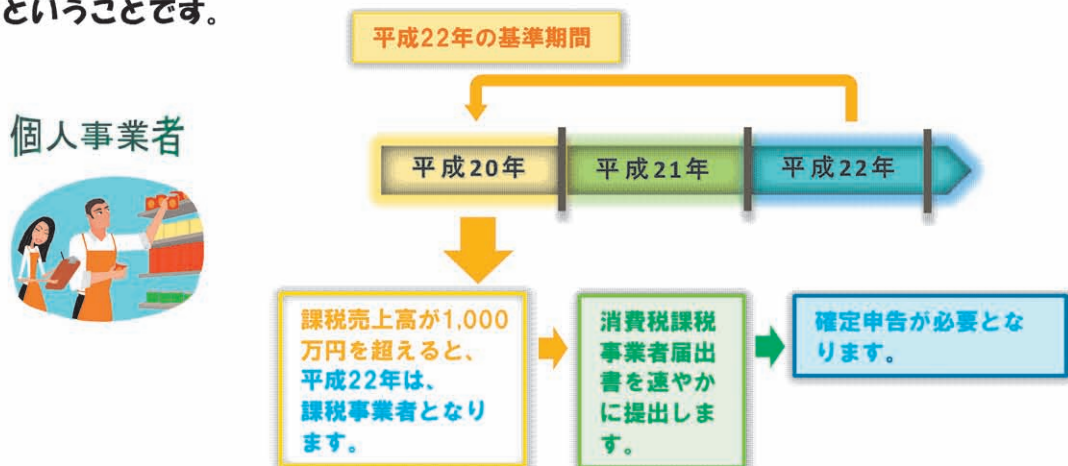 ということです。
平成22年の基準期間
個人事業者
平成20年
平成21年
平成22年
課税売上高が1,000
万円を超えると、
平成22年は、
課税事業者となり
ます。
消費税課税
事業者届出
書を速やか
に提出しま
す。
確定申告が必要とな
ります。